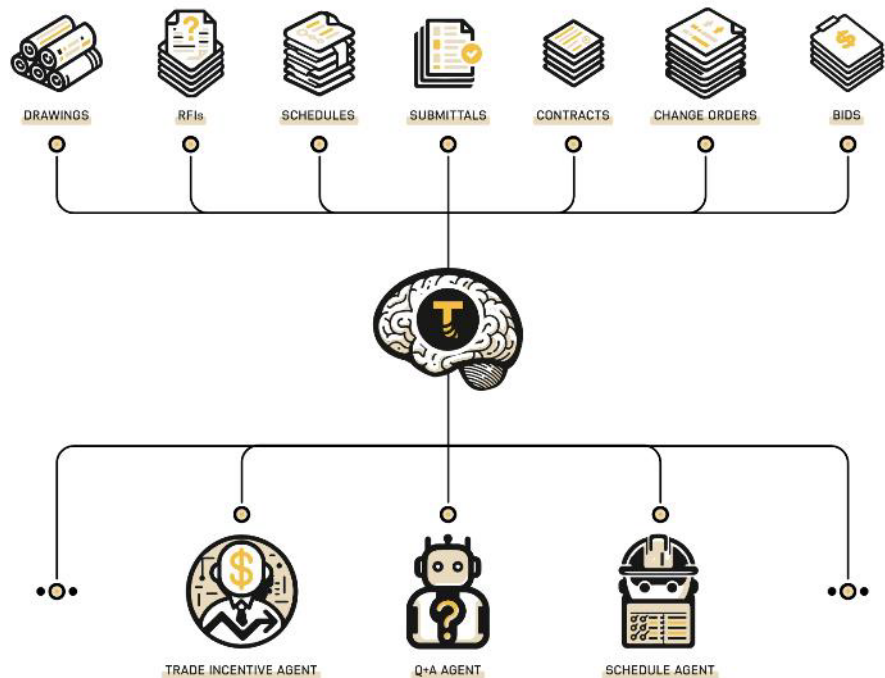 DRAWINGS
RFIs
SCHEDULES
SUBMITTALS
CONTRACTS
CHANGE ORDERS
BIDS
?
$
T
$
?
TRADE INCENTIVE AGENT
Q+A AGENT
SCHEDULE AGENT